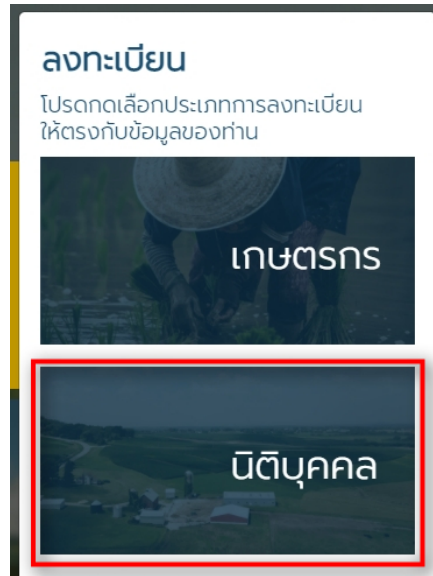 ลงทะเบียน
โปรดกดเลือกประเภทการลงทะเบียน
ให้ตรงกับข้อมูลของท่าน
เกษตรกร
นิติบุคคล